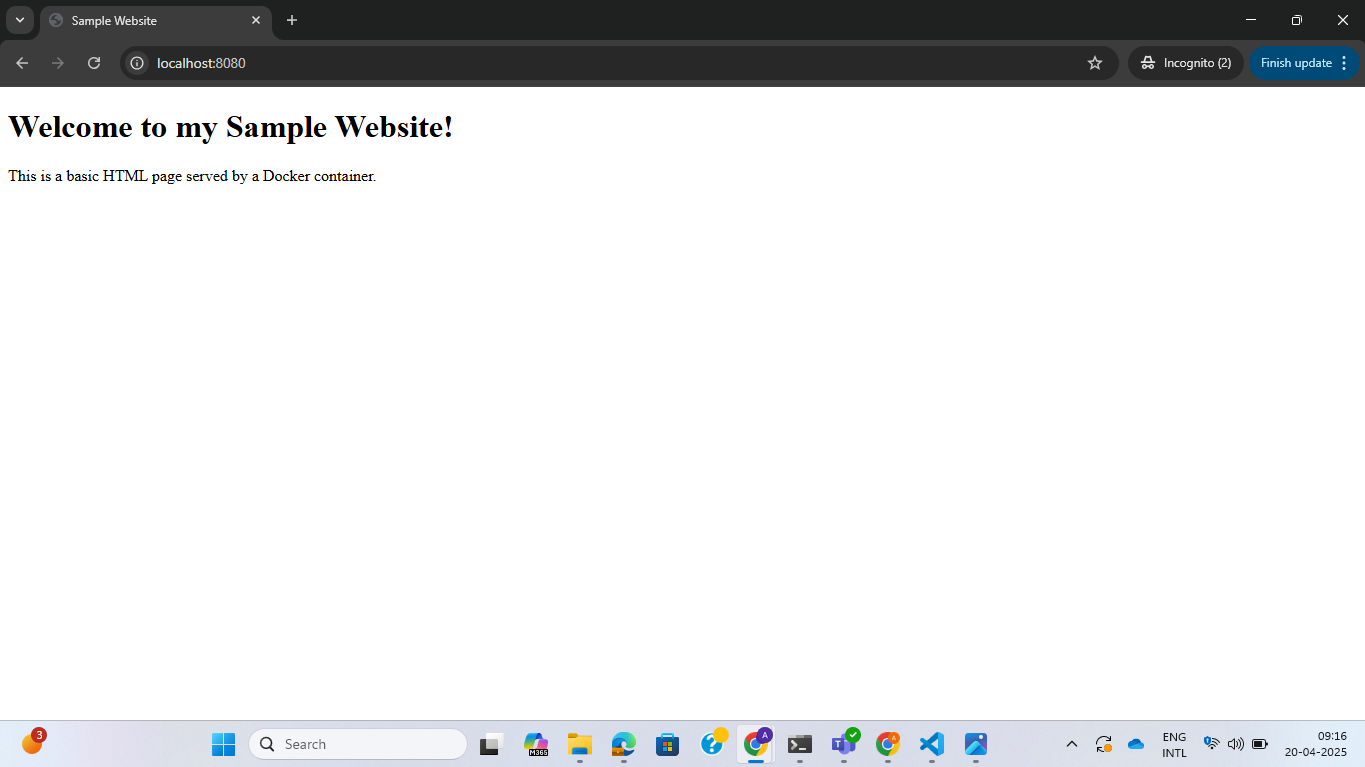 Sample Website
localhost:8080
Incognito (2)
Finish update
Welcome to my Sample Website!
This is a basic HTML page served by a Docker container.
3
Search
M365
A
A
ENG
INTL
09:16
20-04-2025